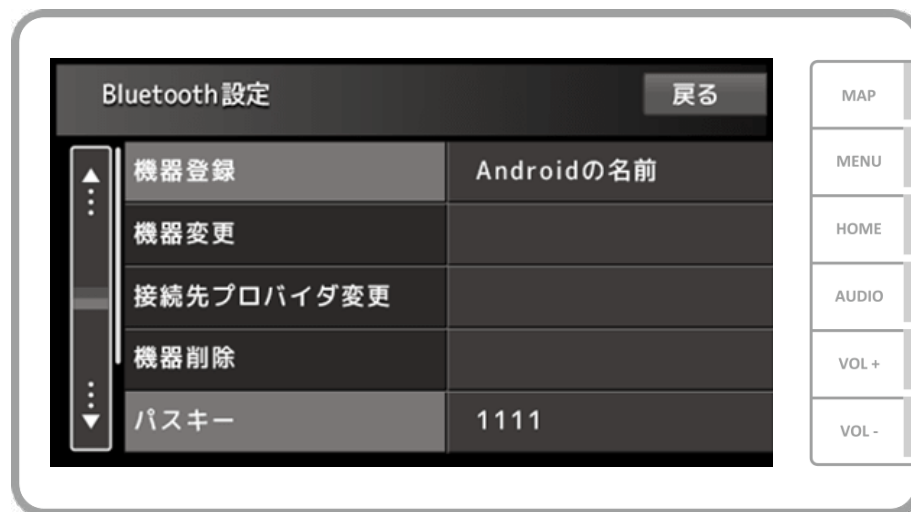 Bluetooth設定 戻る
機器登録 Androidの名前
機器変更
接続先プロバイダ変更
機器削除
パスキー 1111
MAP
MENU
HOME
AUDIO
VOL +
VOL -